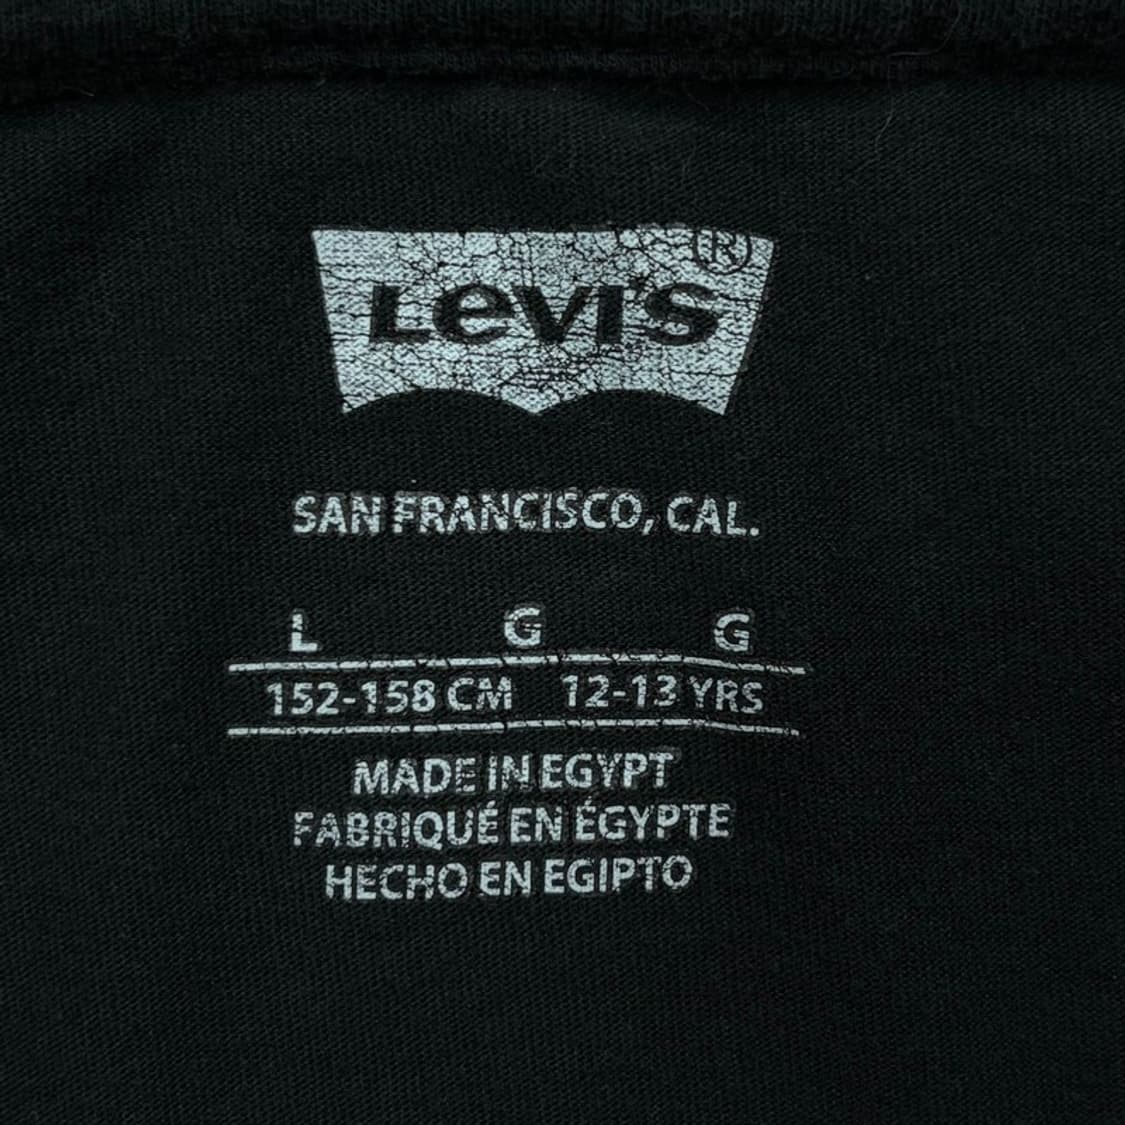 Levi's ®
SAN FRANCISCO, CAL.
L G G
152-158 CM 12-13 YRS
MADE IN EGYPT
FABRIQUÉ EN ÉGYPTE
HECHO EN EGIPTO